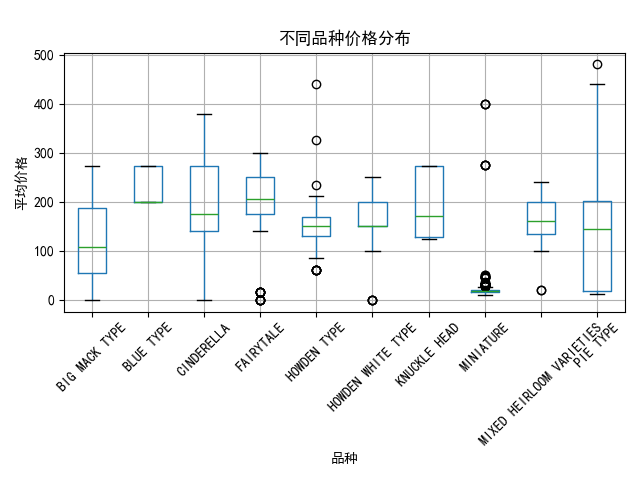 不同品种价格分布
平均价格
500
400
300
200
100
0
BIG MACK TYPE
BLUE TYPE
CINDERELLA
FAIRYTALE
HOWDEN TYPE
HOWDEN WHITE TYPE
KNUCKLE HEAD
MINIATURE
MIXED HEIRLOOM VARIETIES
PIE TYPE
品种